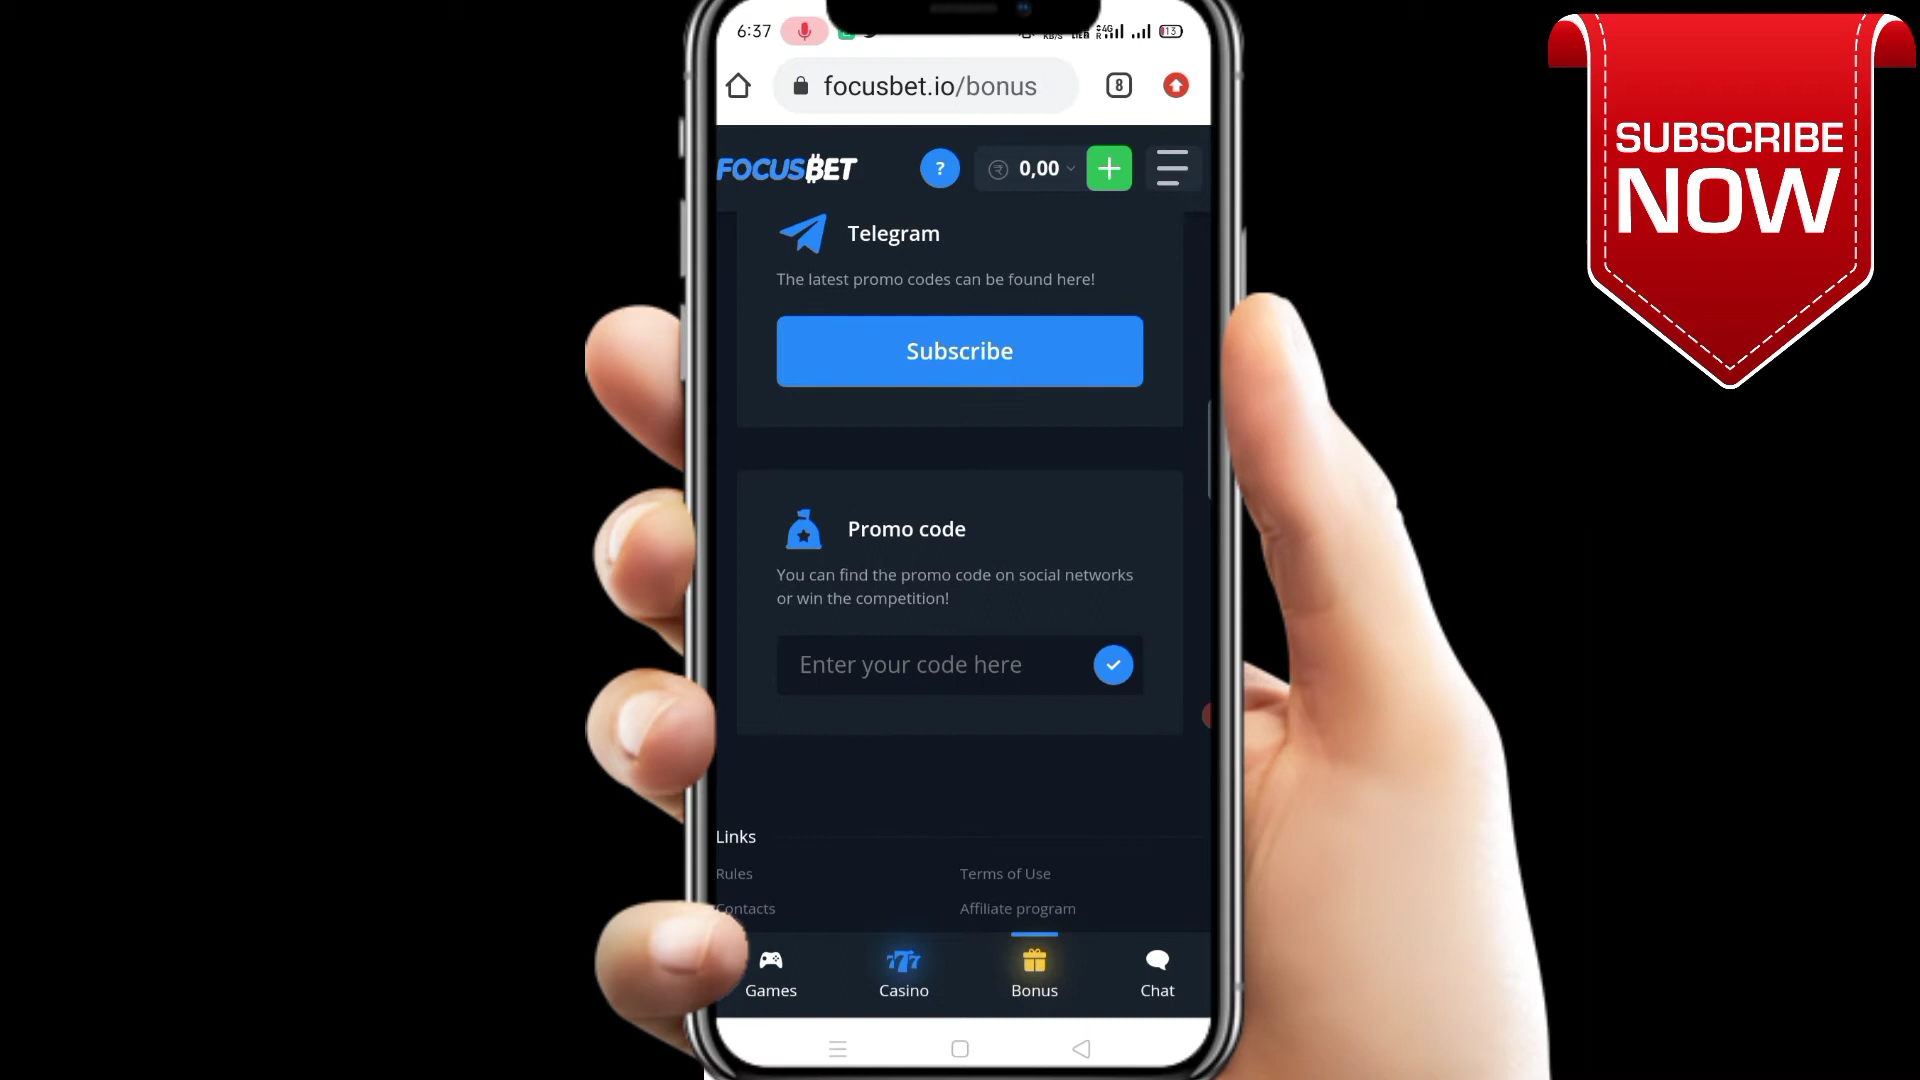 6:37
13
focusbet.io/bonus
8
FOCUSBET
?
0,00
Telegram
The latest promo codes can be found here!
Subscribe
Promo code
You can find the promo code on social networks
or win the competition!
Enter your code here
Links
Rules
Terms of Use
Contacts
Affiliate program
777
Games
Casino
Bonus
Chat
SUBSCRIBE
NOW